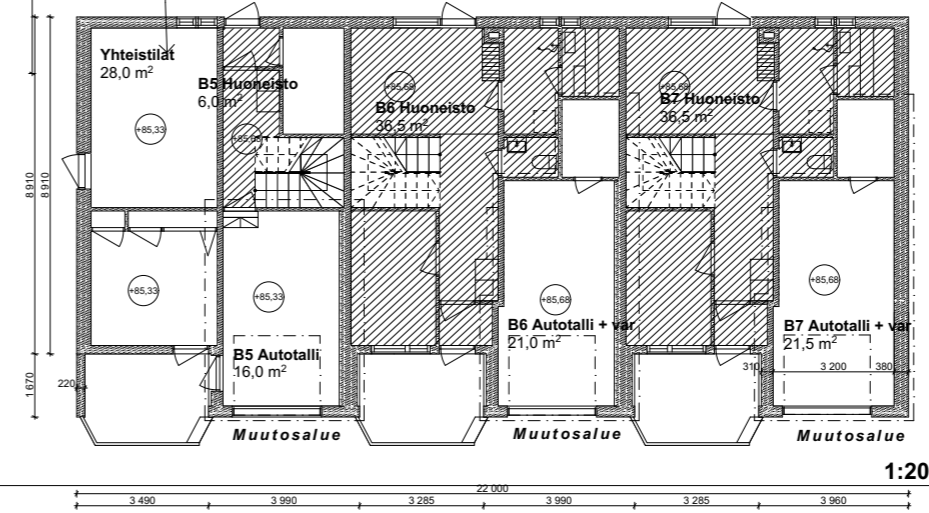 Yhteistilat
28,0 m²
B5 Huoneisto
6,0 m²
B6 Huoneisto
36,5 m²
B7 Huoneisto
36,5 m²
+85,33
+85,68
+85,68
+85,68
+85,33
+85,33
+85,68
+85,68
B5 Autotalli
16,0 m²
B6 Autotalli + var
21,0 m²
B7 Autotalli + var
21,5 m²
8 910
8 910
1 670
220
310
3 200
380
Muutosalue
Muutosalue
Muutosalue
1:20
22 000
3 490
3 990
3 285
3 990
3 285
3 960